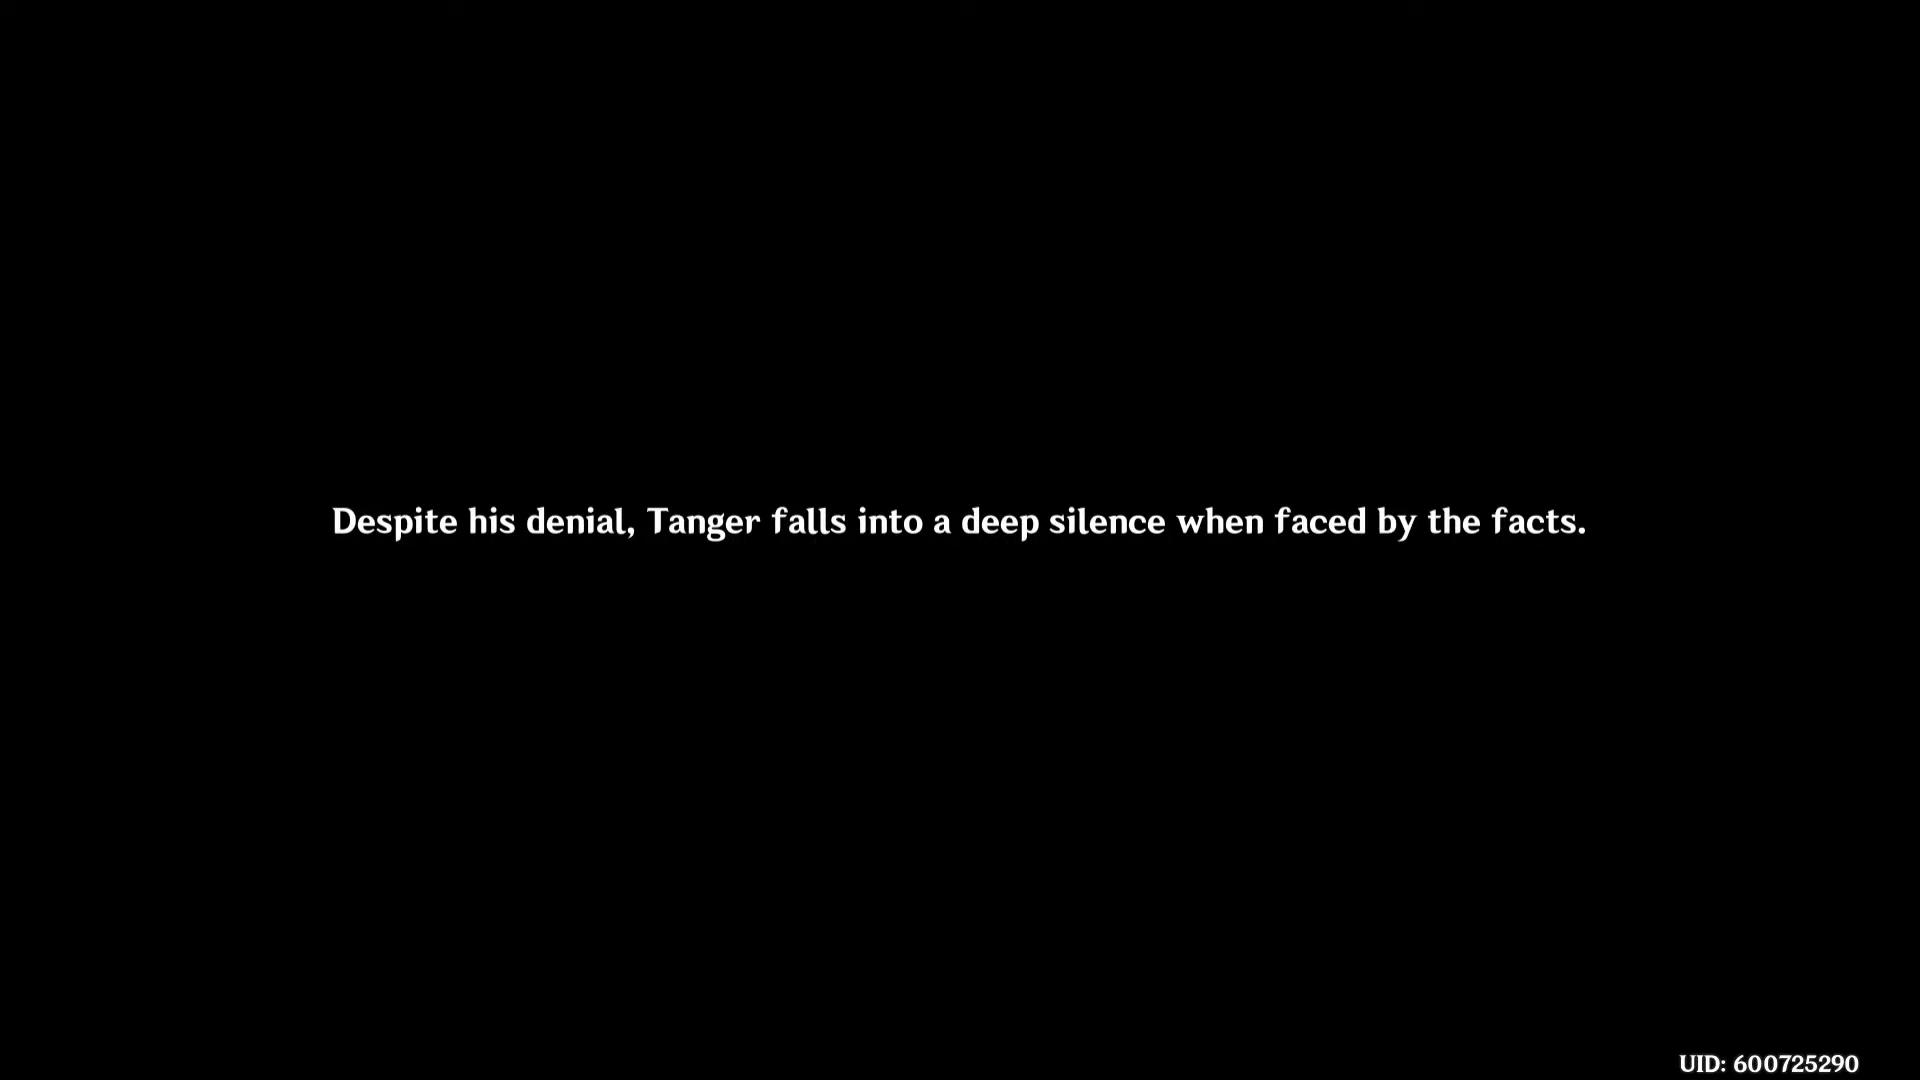 Despite his denial, Tanger falls into a deep silence when faced by the facts.
UID: 600725290